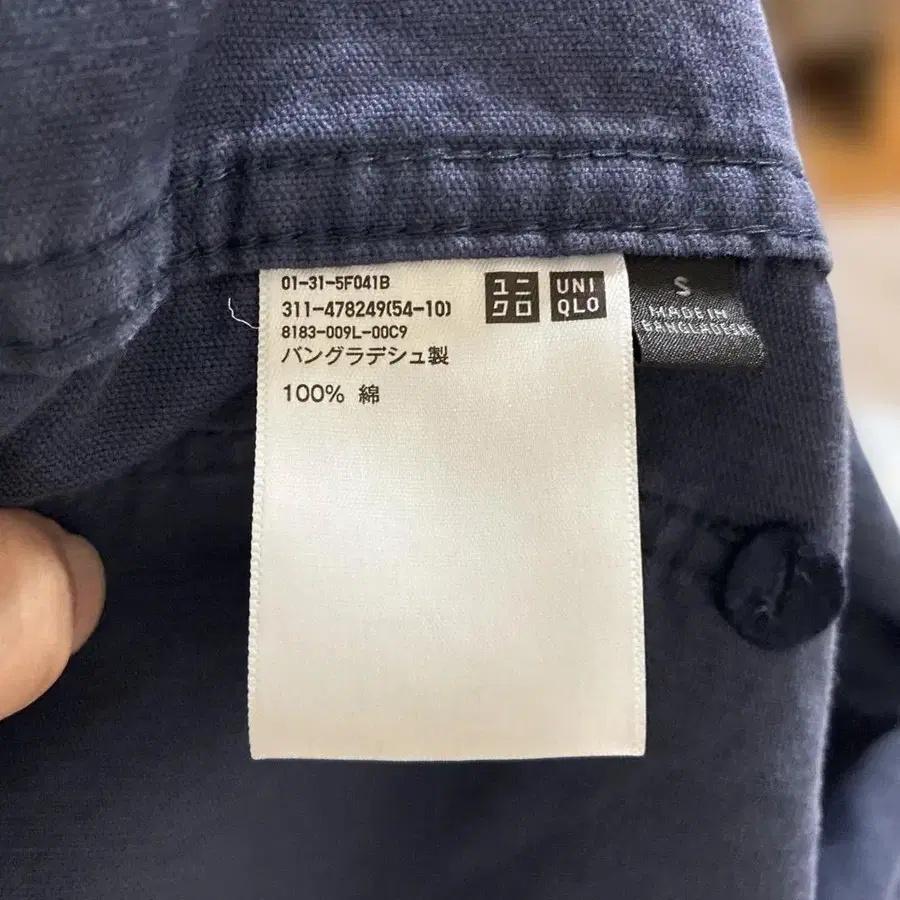 01-31-5F041B
311-478249(54-10)
8183-009L-00C9
バングラデシュ製
100% 綿
ユニ
クロ
UNI
QLO
S
MADE IN
BANGLADESH